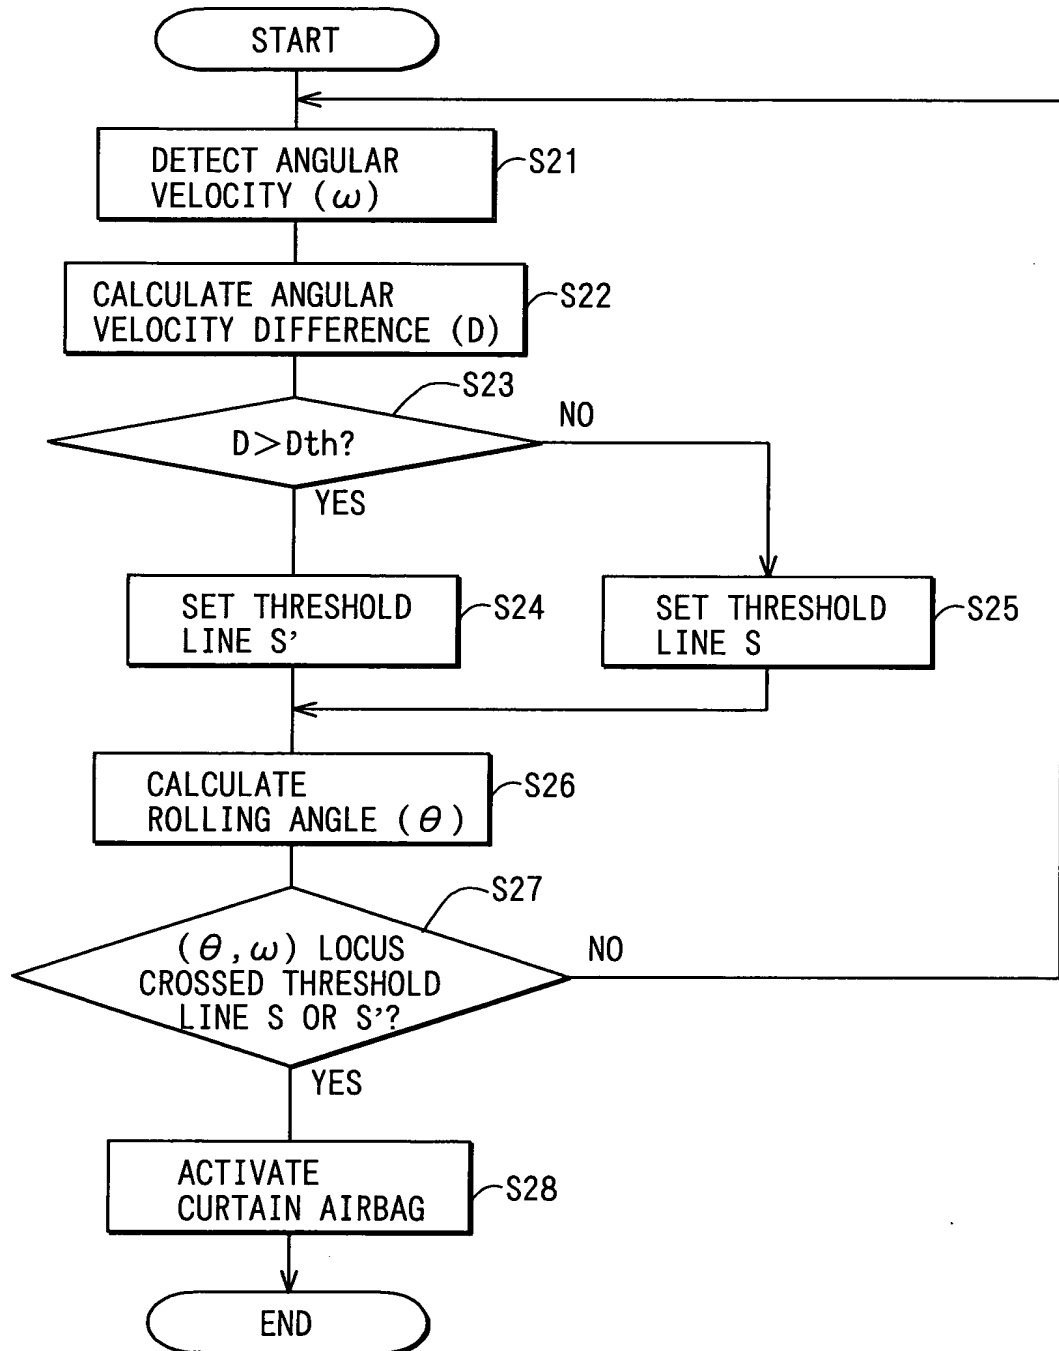 START
DETECT ANGULAR
VELOCITY (ω)
S21
CALCULATE ANGULAR
VELOCITY DIFFERENCE (D)
S22
S23
D>Dth?
NO
YES
SET THRESHOLD
LINE S'
S24
SET THRESHOLD
LINE S
S25
CALCULATE
ROLLING ANGLE (θ)
S26
S27
(θ, ω) LOCUS
CROSSED THRESHOLD
LINE S OR S'?
NO
YES
ACTIVATE
CURTAIN AIRBAG
S28
END